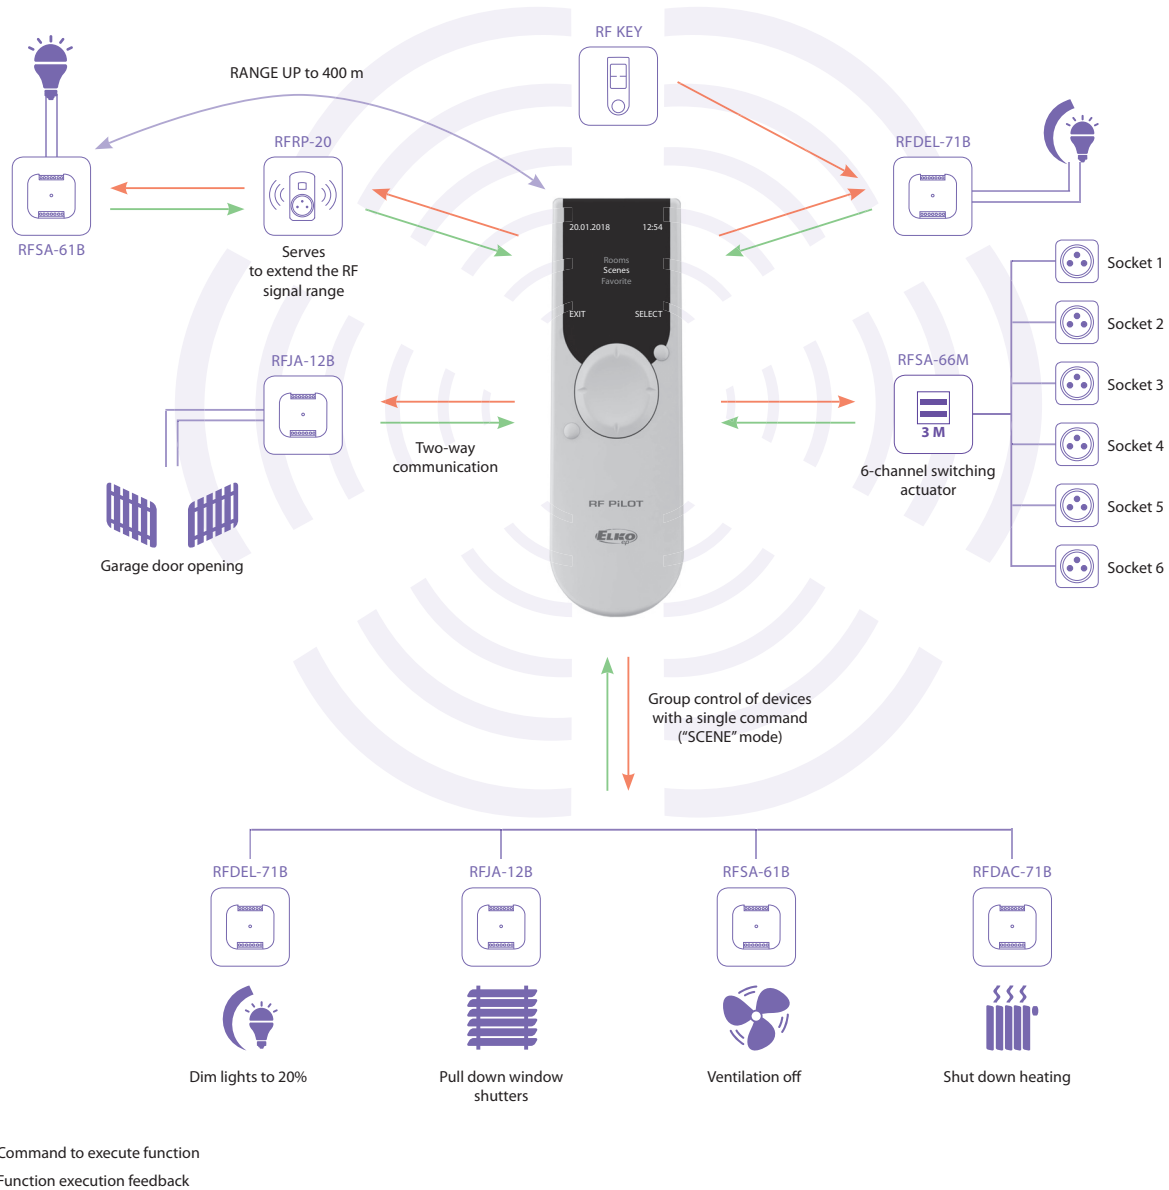 RF KEY
RANGE UP to 400 m
RFRP-20
RFDEL-71B
RFSA-61B
Serves
to extend the RF
signal range
20.01.2018 12:54
Rooms
Scenes
Favorite
EXIT SELECT
Socket 1
Socket 2
Socket 3
Socket 4
Socket 5
Socket 6
RFJA-12B
RFSA-66M
3 M
Two-way
communication
6-channel switching
actuator
RF PILOT
ELKO
EP
Garage door opening
Group control of devices
with a single command
("SCENE" mode)
RFDEL-71B
RFJA-12B
RFSA-61B
RFDAC-71B
Dim lights to 20%
Pull down window
shutters
Ventilation off
Shut down heating
Command to execute function
Function execution feedback